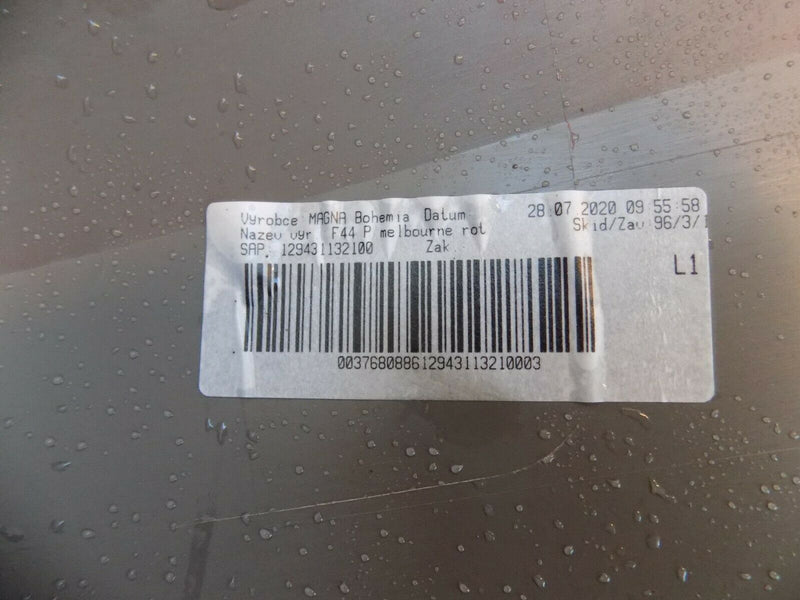 Vyrobce MAGNA Bohemia Datum 28.07.2020 09 55:58
Nazev vyr F44 P melbourne rot Skid/Zav 96/3/1
SAP: 129431132100 Zak
L1
003768088612943113210003